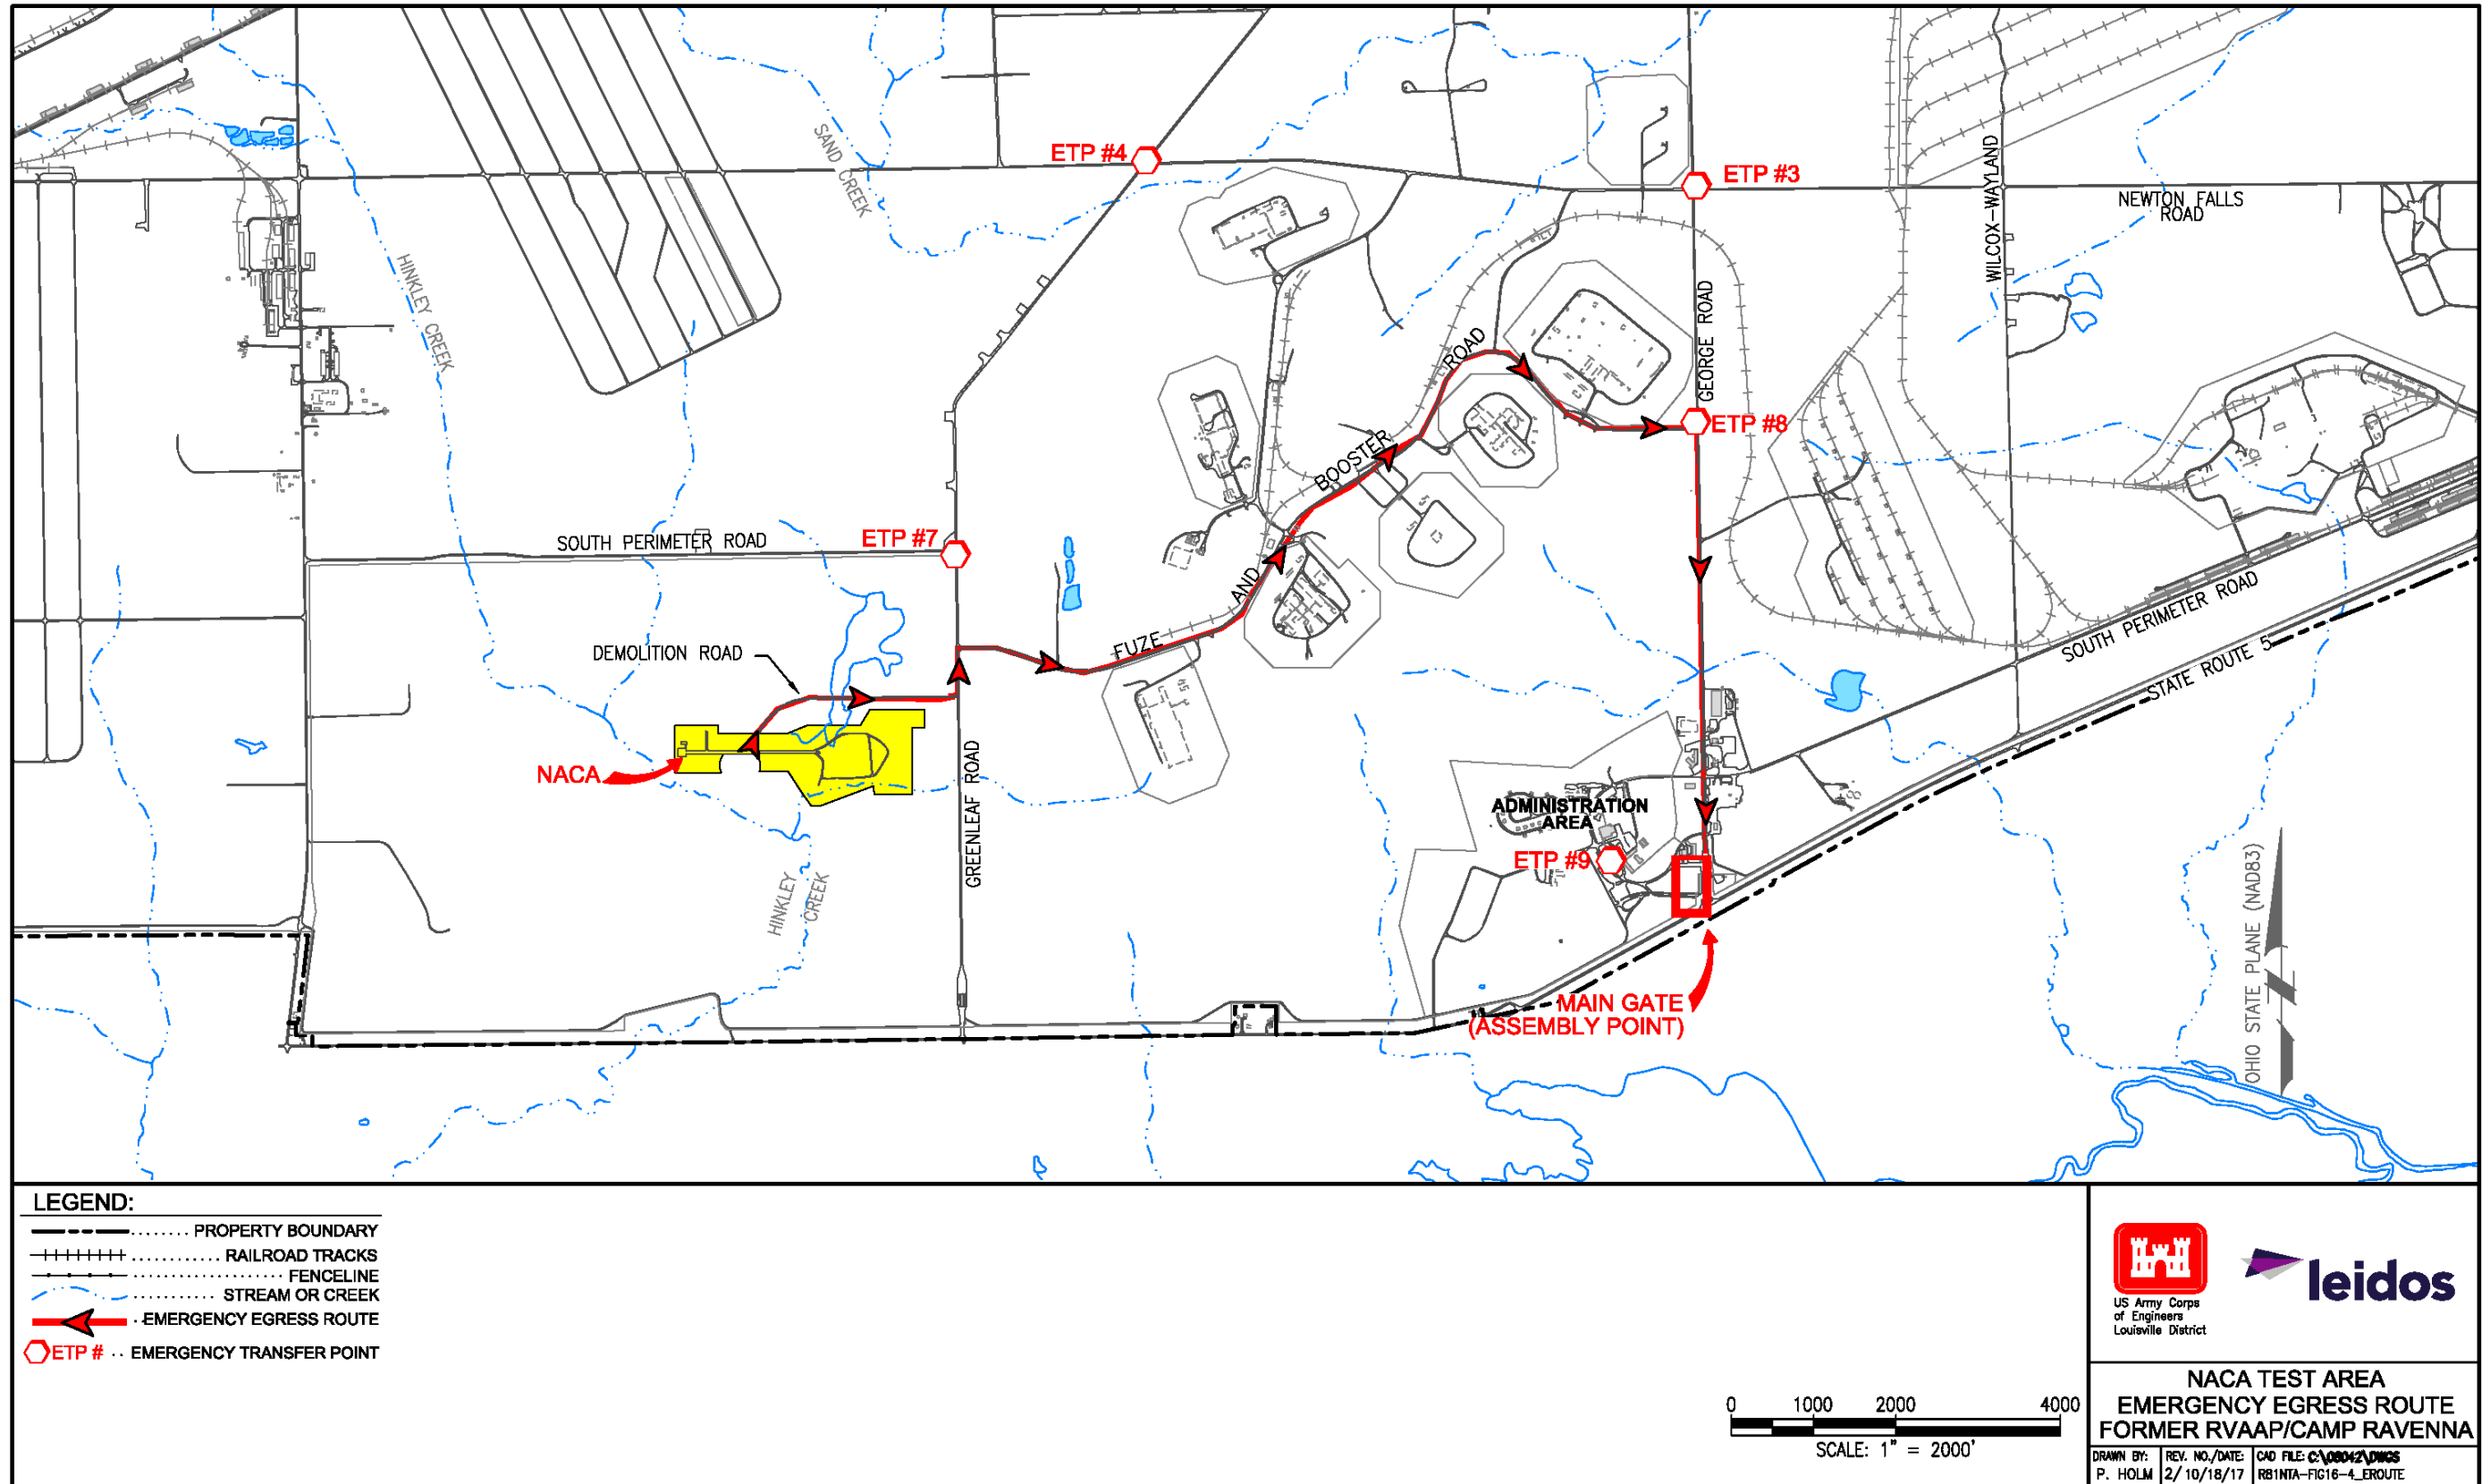 ETP #4
ETP #3
SAND CREEK
WILCOX-WAYLAND
NEWTON FALLS
ROAD
HINKLEY CREEK
GEORGE ROAD
ETP #8
FUZE AND BOOSTER ROAD
SOUTH PERIMETER ROAD
ETP #7
DEMOLITION ROAD
SOUTH PERIMETER ROAD
STATE ROUTE 5
NACA
GREENLEAF ROAD
ADMINISTRATION
AREA
ETP #9
HINKLEY
CREEK
OHIO STATE PLANE (NAD83)
MAIN GATE
(ASSEMBLY POINT)
LEGEND:
PROPERTY BOUNDARY
RAILROAD TRACKS
FENCELINE
STREAM OR CREEK
EMERGENCY EGRESS ROUTE
ETP # .. EMERGENCY TRANSFER POINT
0 1000 2000 4000
SCALE: 1" = 2000'
US Army Corps
of Engineers
Louisville District
leidos
NACA TEST AREA
EMERGENCY EGRESS ROUTE
FORMER RVAAP/CAMP RAVENNA
DRAWN BY:
P. HOLM
REV. NO./DATE:
2/ 10/18/17
CAD FILE: C:\08042\DWGS
R81NTA-FIG16-4_EROUTE